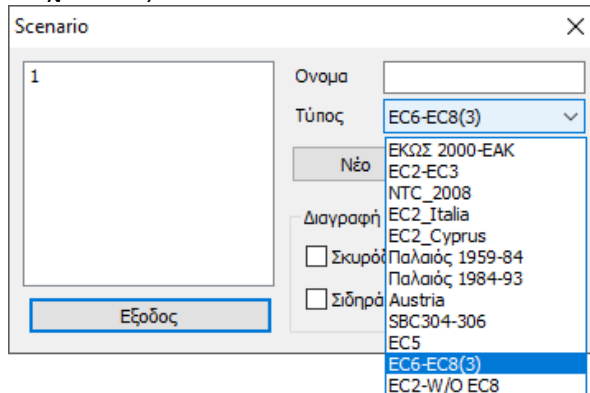 Scenario
1
Ονομα
Τύπος
EC6-EC8(3)
Νέο
ΕΚΩΣ 2000-ΕΑΚ
EC2-EC3
NTC_2008
EC2_Italia
EC2_Cyprus
Παλαιός 1959-84
Παλαιός 1984-93
Austria
SBC304-306
EC5
EC6-EC8(3)
EC2-W/O EC8
Διαγραφή
Σκυρόδ
Σιδηρά
Εξοδος